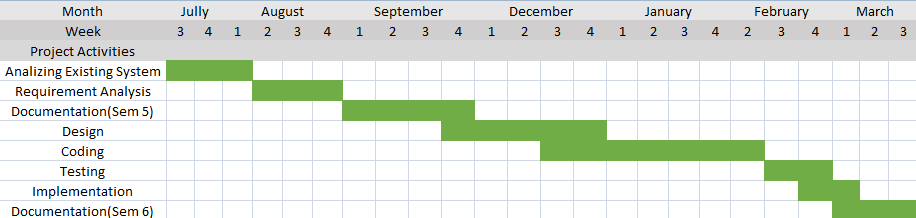 Month Jully August September December January February March
Week 3 4 1 2 3 4 1 2 3 4 1 2 3 4 1 2 3 4 2 3 4 1 2 3
Project Activities
Analizing Existing System
Requirement Analysis
Documentation(Sem 5)
Design
Coding
Testing
Implementation
Documentation(Sem 6)